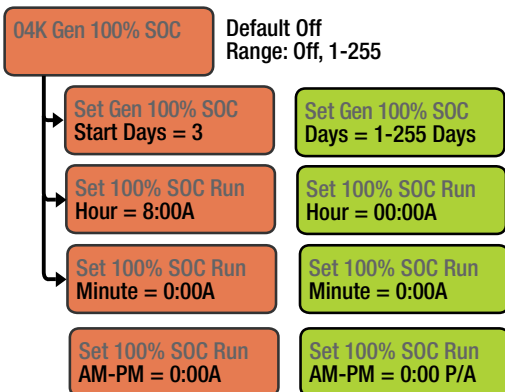 04K Gen 100% SOC
Default Off
Range: Off, 1-255
Set Gen 100% SOC
Start Days = 3
Set Gen 100% SOC
Days = 1-255 Days
Set 100% SOC Run
Hour = 8:00A
Set 100% SOC Run
Hour = 00:00A
Set 100% SOC Run
Minute = 0:00A
Set 100% SOC Run
Minute = 0:00A
Set 100% SOC Run
AM-PM = 0:00A
Set 100% SOC Run
AM-PM = 0:00 P/A